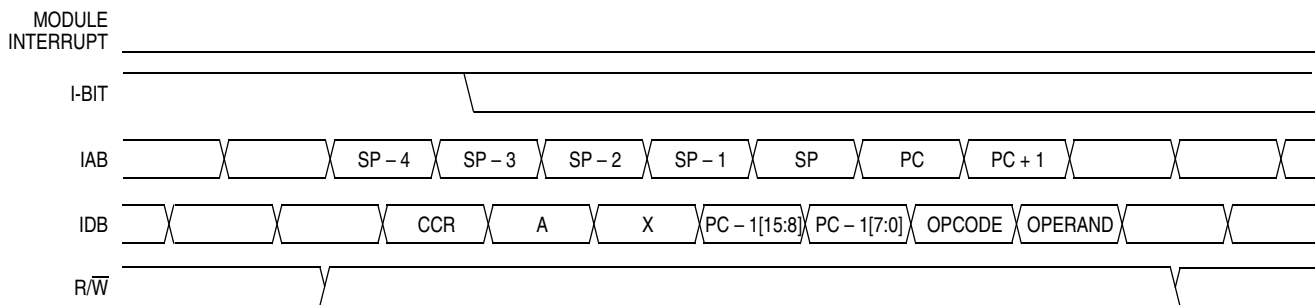 MODULE
INTERRUPT
I-BIT
IAB SP – 4 SP – 3 SP – 2 SP – 1 SP PC PC + 1
IDB CCR A X PC – 1[15:8] PC – 1[7:0] OPCODE OPERAND
R/W̅